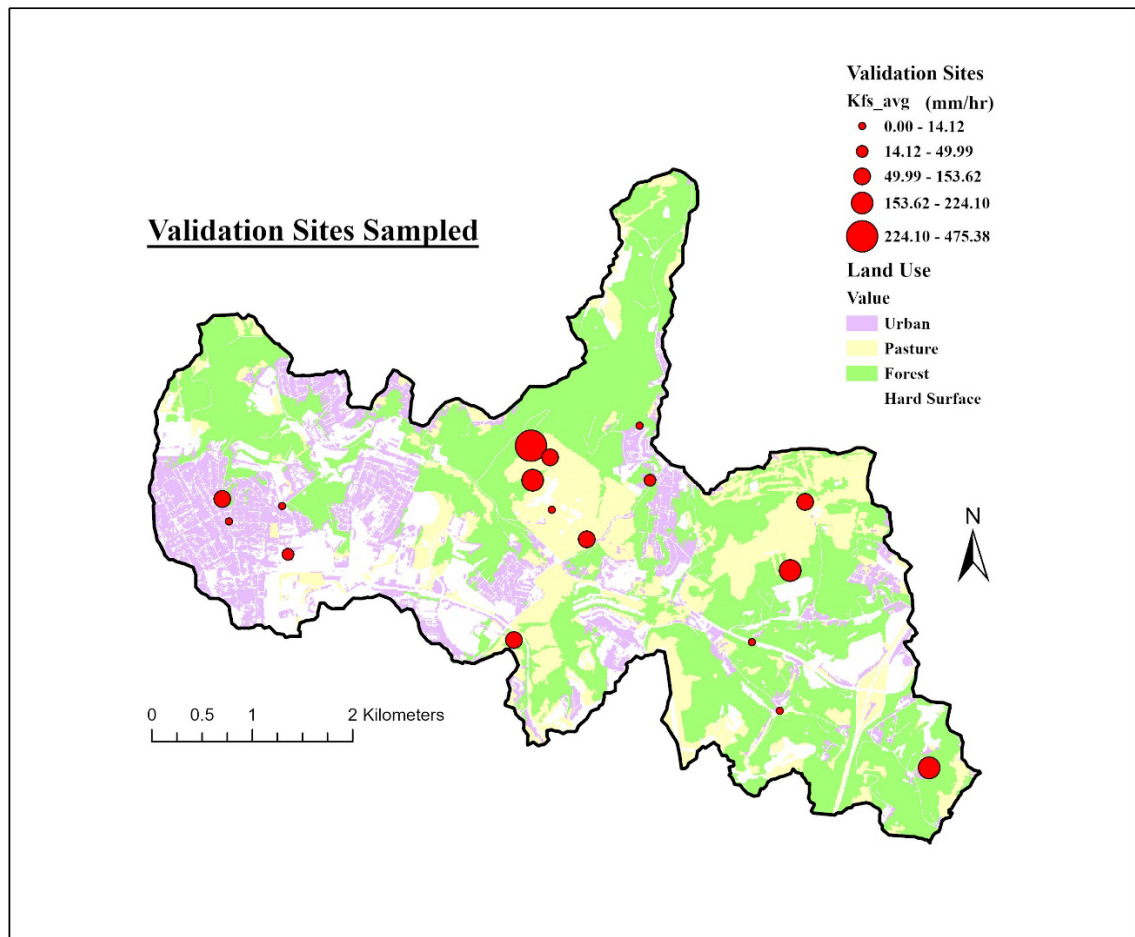 Validation Sites
Kfs_avg (mm/hr)
0.00 - 14.12
14.12 - 49.99
49.99 - 153.62
153.62 - 224.10
224.10 - 475.38
Land Use
Value
Urban
Pasture
Forest
Hard Surface
Validation Sites Sampled
N
0 0.5 1 2 Kilometers